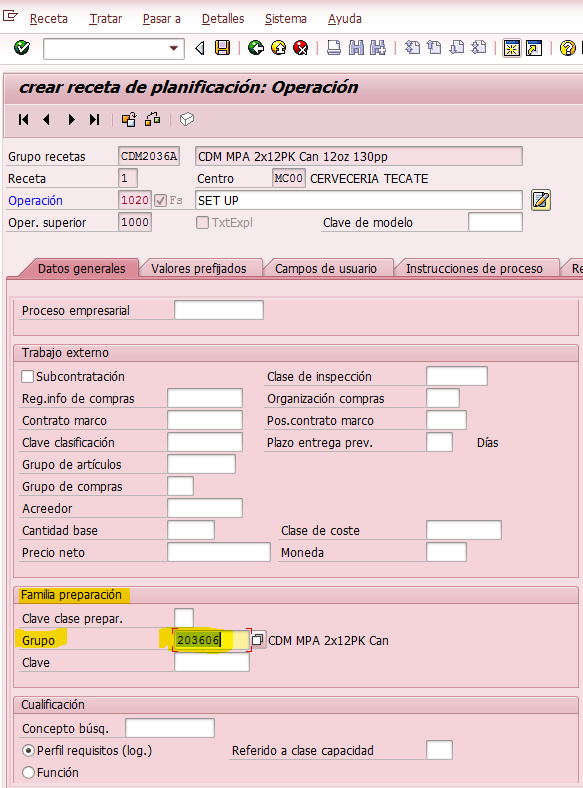 Receta Tratar Pasar a Detalles Sistema Ayuda
crear receta de planificación: Operación
Grupo recetas CDM2036A CDM MPA 2x12PK Can 12oz 130pp
Receta 1 Centro MC00 CERVECERIA TECATE
Operación 1020 Fs SET UP
Oper. superior 1000 TxtExpl Clave de modelo
Datos generales Valores prefijados Campos de usuario Instrucciones de proceso Re
Proceso empresarial
Trabajo externo
Subcontratación Clase de inspección
Reg.info de compras Organización compras
Contrato marco Pos.contrato marco
Clave clasificación Plazo entrega prev. Días
Grupo de artículos
Grupo de compras
Acreedor
Cantidad base Clase de coste
Precio neto Moneda
Familia preparación
Clave clase prepar.
Grupo 203606 CDM MPA 2x12PK Can
Clave
Cualificación
Concepto búsq.
Perfil requisitos (log.) Referido a clase capacidad
Función